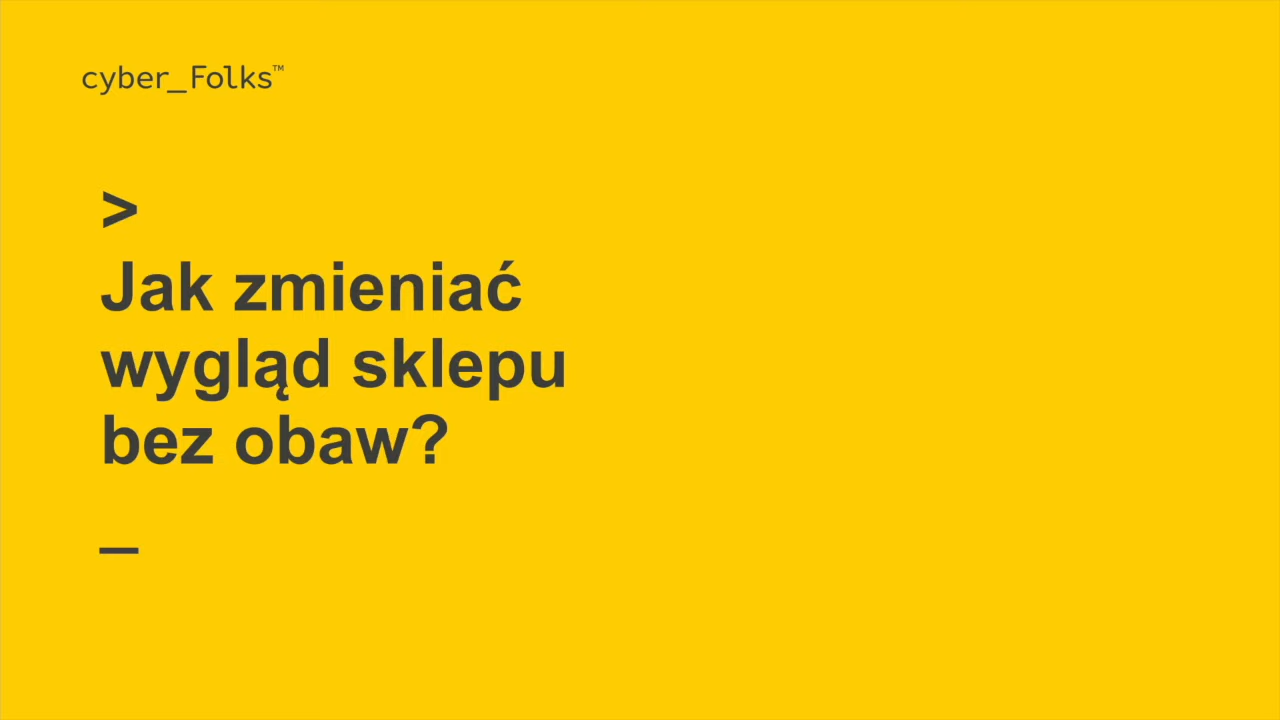 cyber_Folks™
>
Jak zmieniać
wygląd sklepu
bez obaw?
_